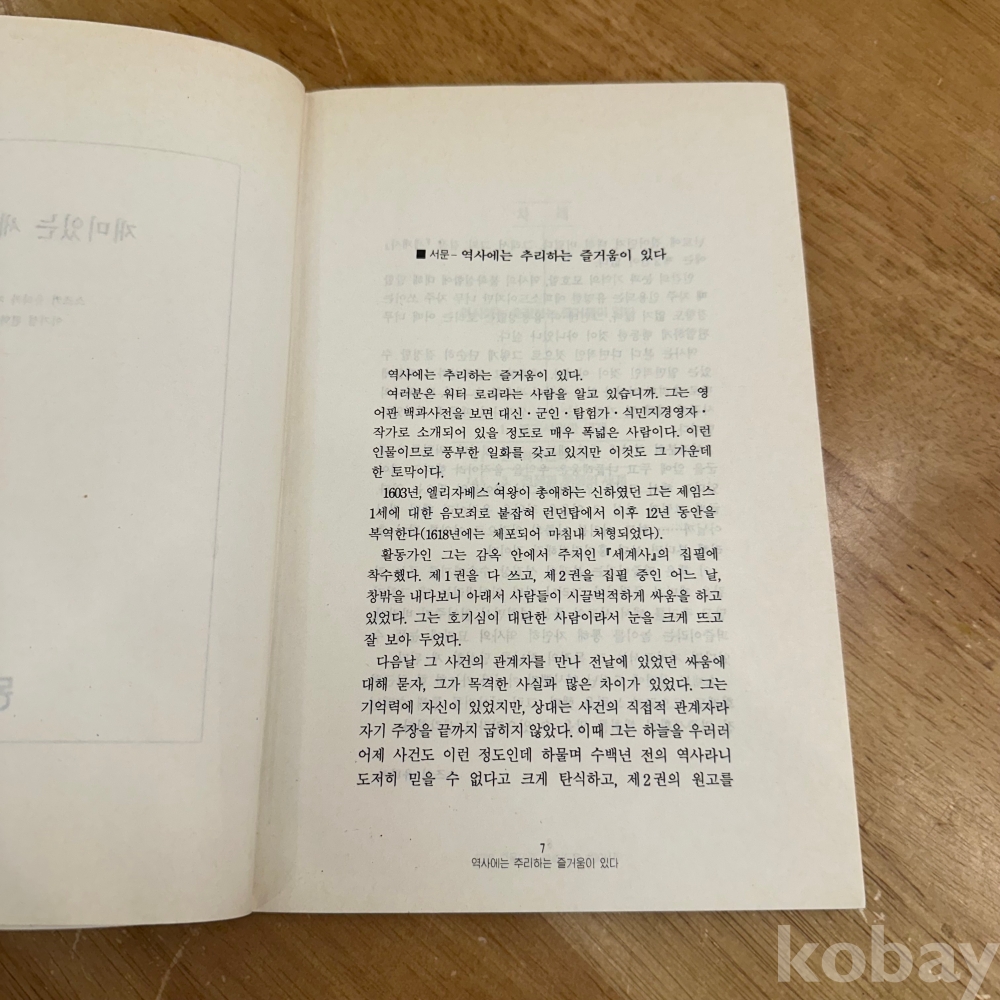 ■ 서문 - 역사에는 추리하는 즐거움이 있다
역사에는 추리하는 즐거움이 있다.
여러분은 워터 로리라는 사람을 알고 있습니까. 그는 영
어판 백과사전을 보면 대신·군인·탐험가·식민지경영자·
작가로 소개되어 있을 정도로 매우 폭넓은 사람이다. 이런
인물이므로 풍부한 일화를 갖고 있지만 이것도 그 가운데
한 토막이다.
1603년, 엘리자베스 여왕이 총애하는 신하였던 그는 제임스
1세에 대한 음모죄로 붙잡혀 런던탑에서 이후 12년 동안을
복역한다(1618년에는 체포되어 마침내 처형되었다).
활동가인 그는 감옥 안에서 주저인 『세계사』의 집필에
착수했다. 제1권을 다 쓰고, 제2권을 집필 중인 어느 날,
창밖을 내다보니 아래서 사람들이 시끌벅적하게 싸움을 하고
있었다. 그는 호기심이 대단한 사람이라서 눈을 크게 뜨고
잘 보아 두었다.
다음날 그 사건의 관계자를 만나 전날에 있었던 싸움에
대해 묻자, 그가 목격한 사실과 많은 차이가 있었다. 그는
기억력에 자신이 있었지만, 상대는 사건의 직접적 관계자라
자기 주장을 끝까지 굽히지 않았다. 이때 그는 하늘을 우러러
어제 사건도 이런 정도인데 하물며 수백년 전의 역사라니
도저히 믿을 수 없다고 크게 탄식하고, 제2권의 원고를
7
역사에는 추리하는 즐거움이 있다
kobay